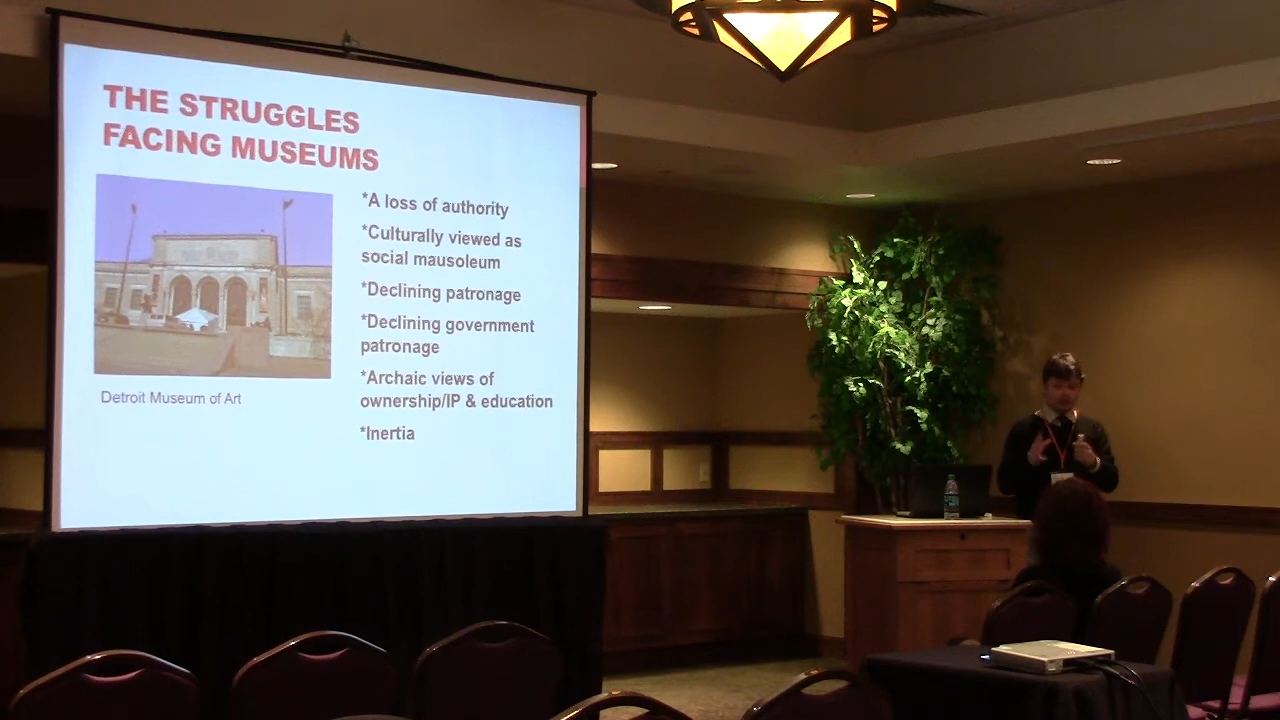 THE STRUGGLES
FACING MUSEUMS
*A loss of authority
*Culturally viewed as
social mausoleum
*Declining patronage
*Declining government
patronage
*Archaic views of
ownership/IP & education
*Inertia
Detroit Museum of Art